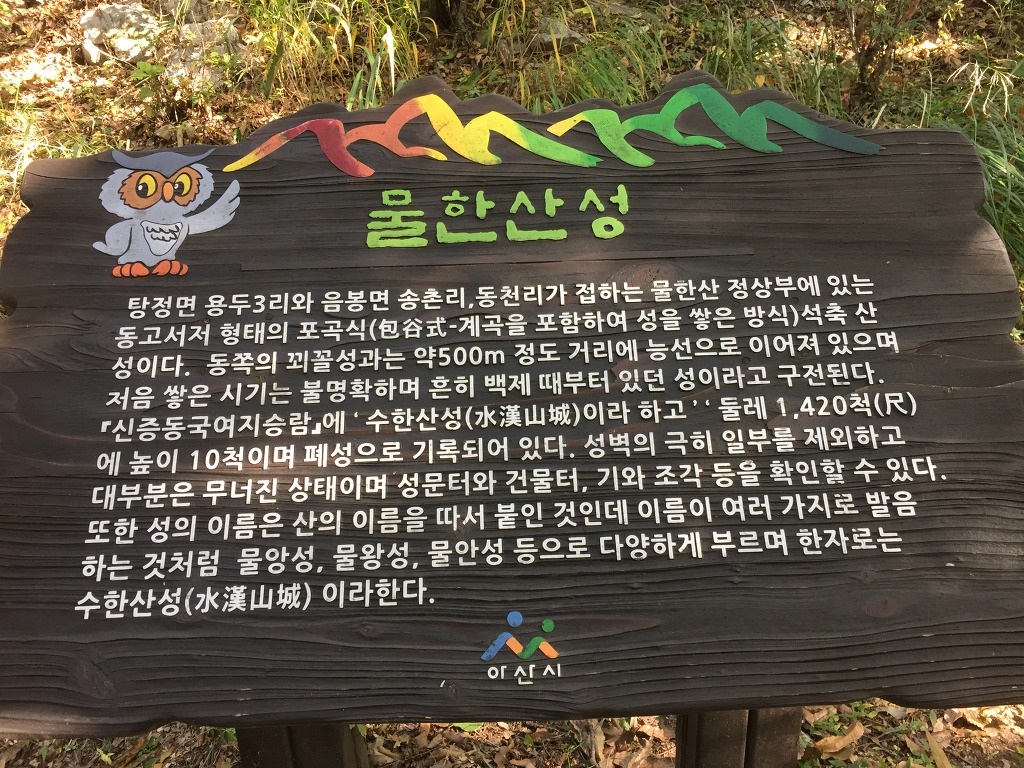 물한산성
탕정면 용두3리와 음봉면 송촌리,동천리가 접하는 물한산 정상부에 있는
동고서저 형태의 포곡식(包谷式-계곡을 포함하여 성을 쌓은 방식)석축 산
성이다. 동쪽의 꾀꼴성과는 약500m 정도 거리에 능선으로 이어져 있으며
처음 쌓은 시기는 불명확하며 흔히 백제 때부터 있던 성이라고 구전된다.
『신증동국여지승람』에 ‘ 수한산성(水漢山城)이라 하고’ ‘ 둘레 1,420척(尺)
에 높이 10척이며 폐성으로 기록되어 있다. 성벽의 극히 일부를 제외하고
대부분은 무너진 상태이며 성문터와 건물터, 기와 조각 등을 확인할 수 있다.
또한 성의 이름은 산의 이름을 따서 붙인 것인데 이름이 여러 가지로 발음
하는 것처럼 물앙성, 물왕성, 물안성 등으로 다양하게 부르며 한자로는
수한산성(水漢山城) 이라한다.
아산시